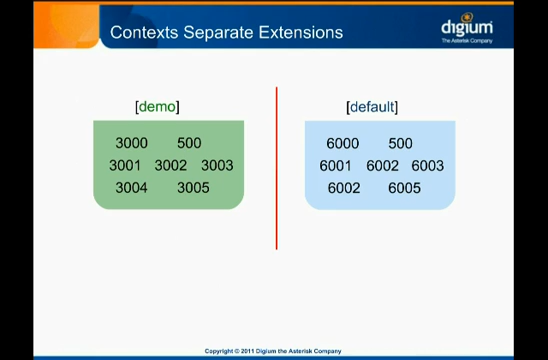 Contexts Separate Extensions
digium
The Asterisk Company
[demo]
3000 500
3001 3002 3003
3004 3005
[default]
6000 500
6001 6002 6003
6002 6005
Copyright © 2011 Digium the Asterisk Company